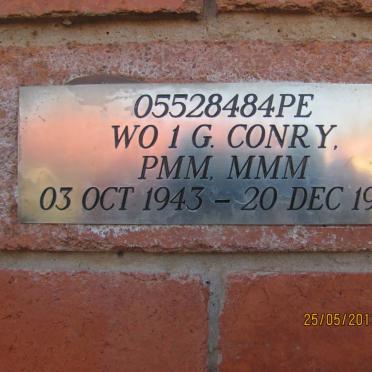 05528484PE
WO 1 G. CONRY,
PMM, MMM
03 OCT 1943 - 20 DEC 19
25/05/201